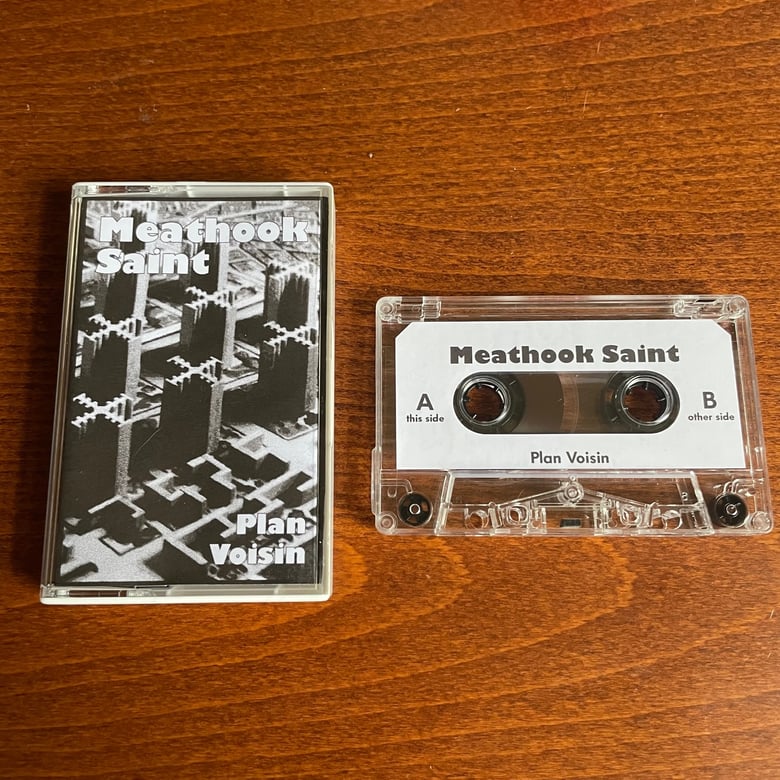 Meathook
Saint
Plan
Voisin
Meathook Saint
A
this side
B
other side
Plan Voisin